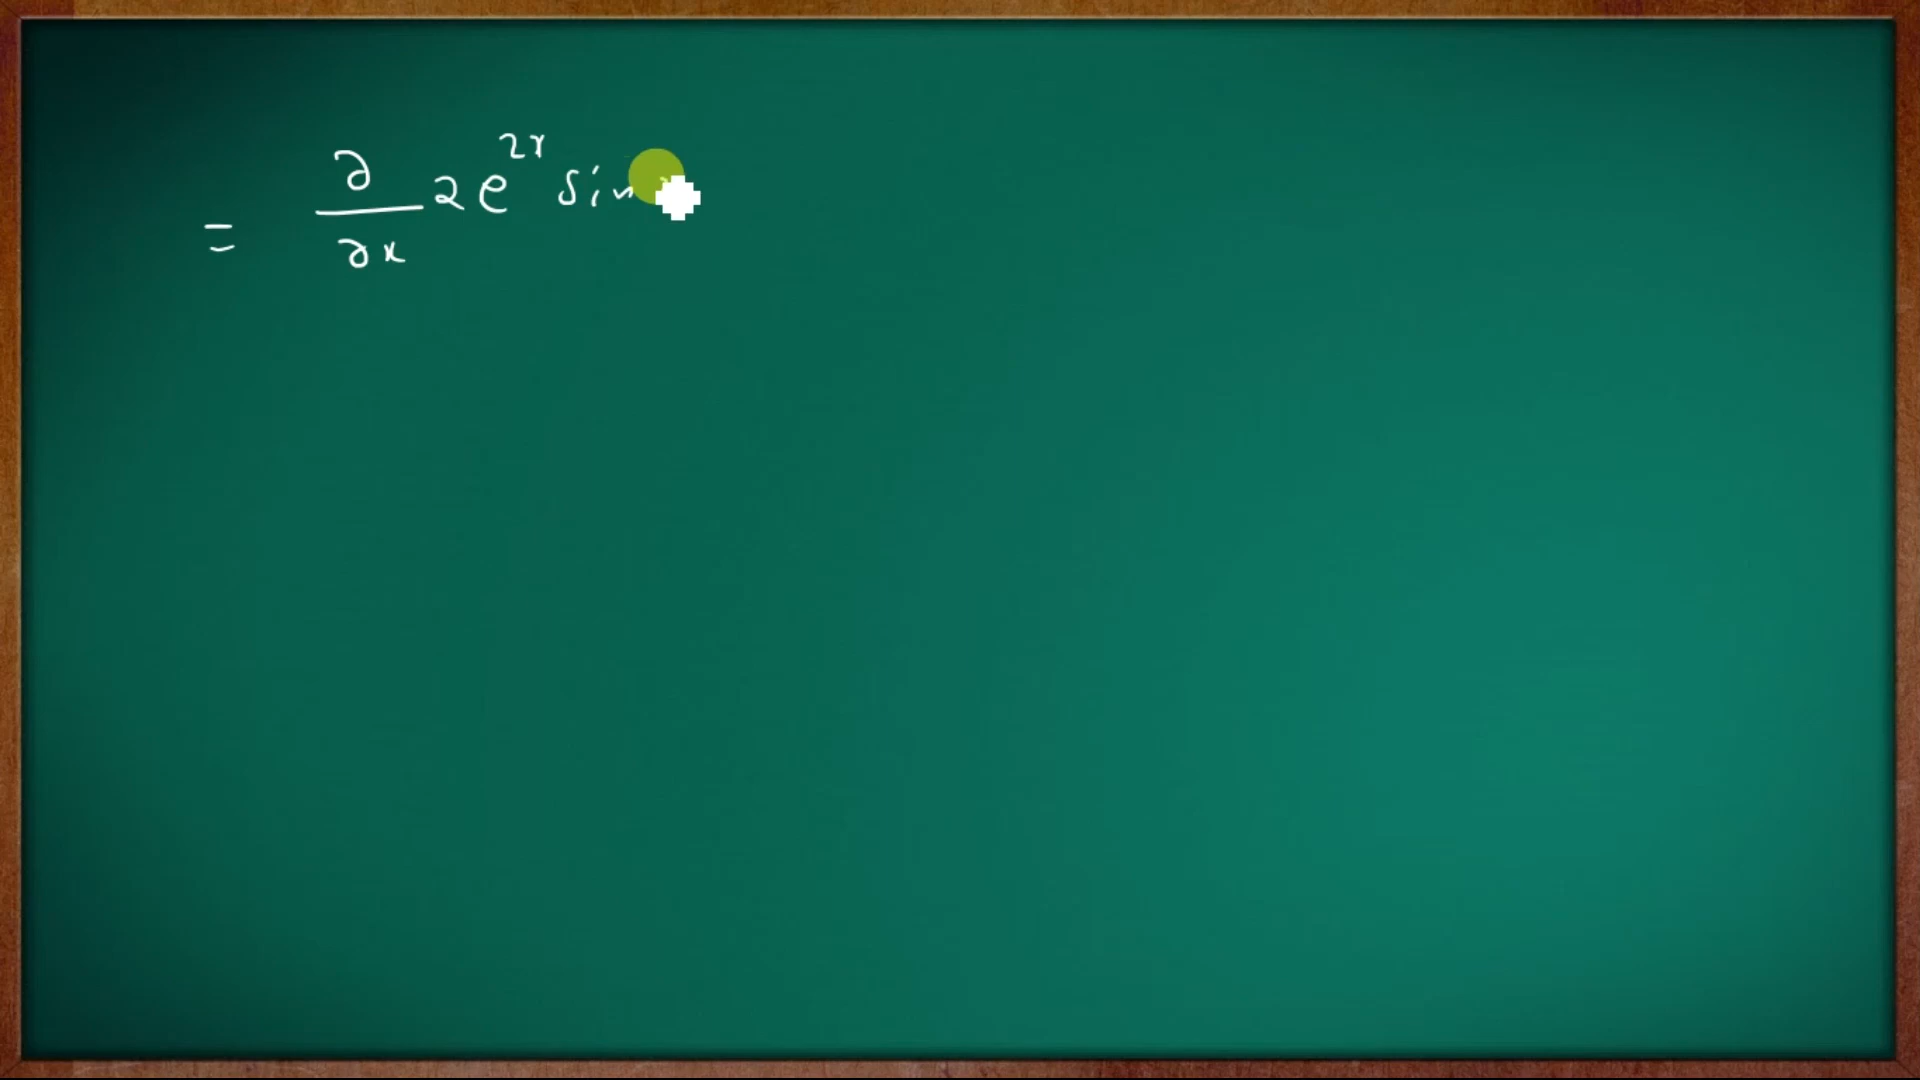 = ∂/∂x 2e^{2x} sin